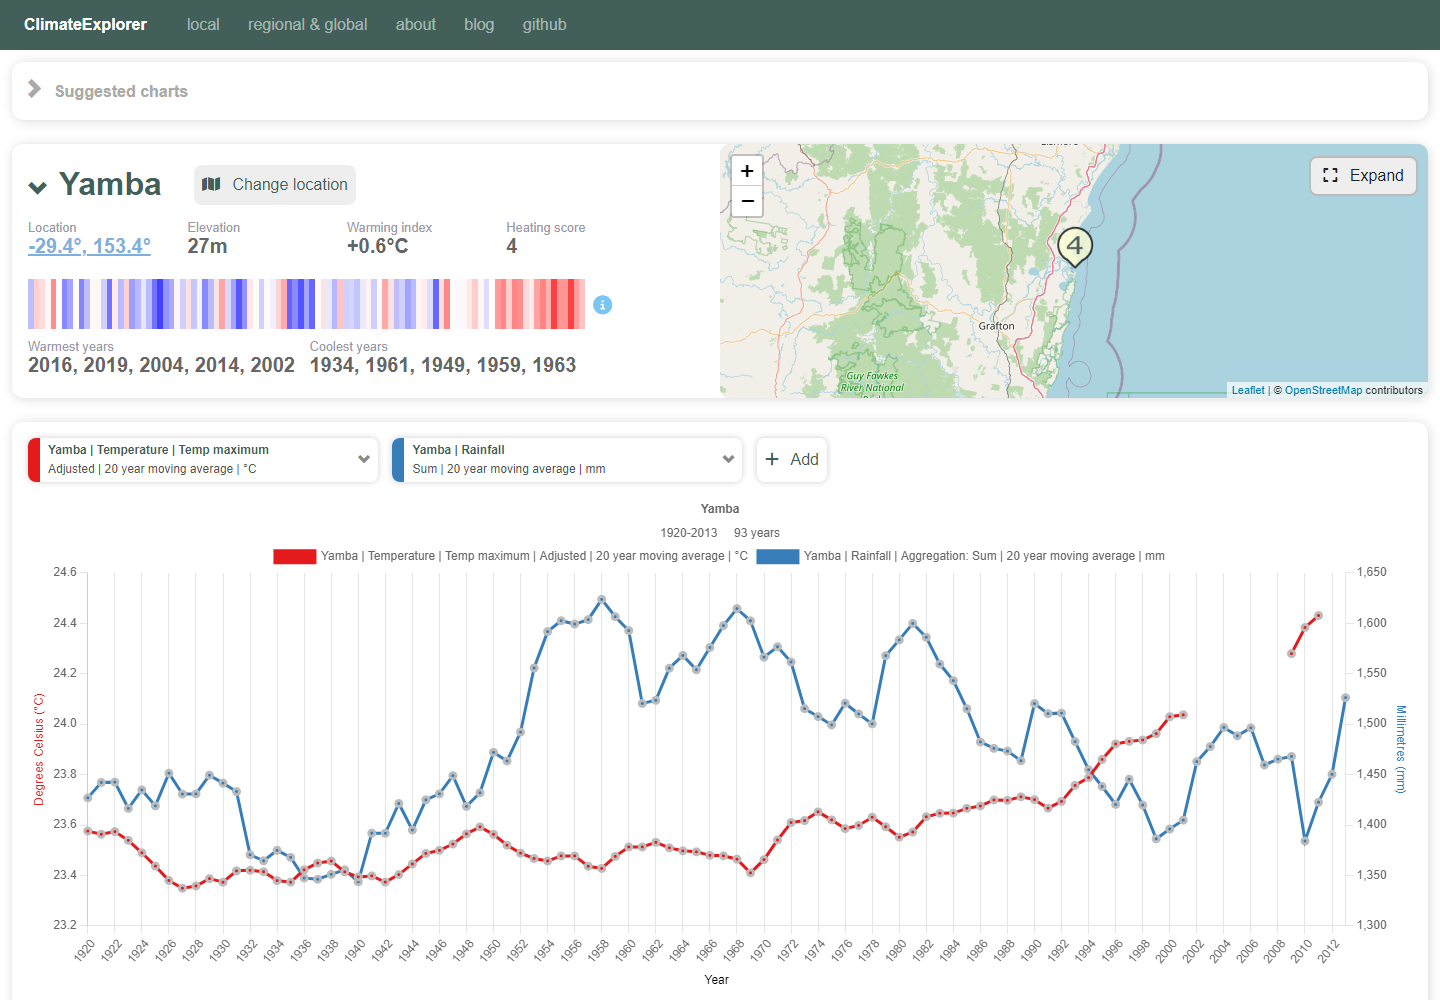 ClimateExplorer local regional & global about blog github
Suggested charts
Yamba Change location
Location Elevation Warming index Heating score
-29.4°, 153.4° 27m +0.6°C 4
Warmest years Coolest years
2016, 2019, 2004, 2014, 2002 1934, 1961, 1949, 1959, 1963
+
−
Expand
4
Grafton
Guy Fawkes
River National
Leaflet | © OpenStreetMap contributors
Yamba | Temperature | Temp maximum
Adjusted | 20 year moving average | °C
Yamba | Rainfall
Sum | 20 year moving average | mm
+ Add
Yamba
1920-2013 93 years
Yamba | Temperature | Temp maximum | Adjusted | 20 year moving average | °C Yamba | Rainfall | Aggregation: Sum | 20 year moving average | mm
24.6 1,650
24.4 1,600
24.2 1,550
24.0 1,500
23.8 1,450
23.6 1,400
23.4 1,350
23.2 1,300
Degrees Celsius (°C)
Millimetres (mm)
1920 1922 1924 1926 1928 1930 1932 1934 1936 1938 1940 1942 1944 1946 1948 1950 1952 1954 1956 1958 1960 1962 1964 1966 1968 1970 1972 1974 1976 1978 1980 1982 1984 1986 1988 1990 1992 1994 1996 1998 2000 2002 2004 2006 2008 2010 2012
Year